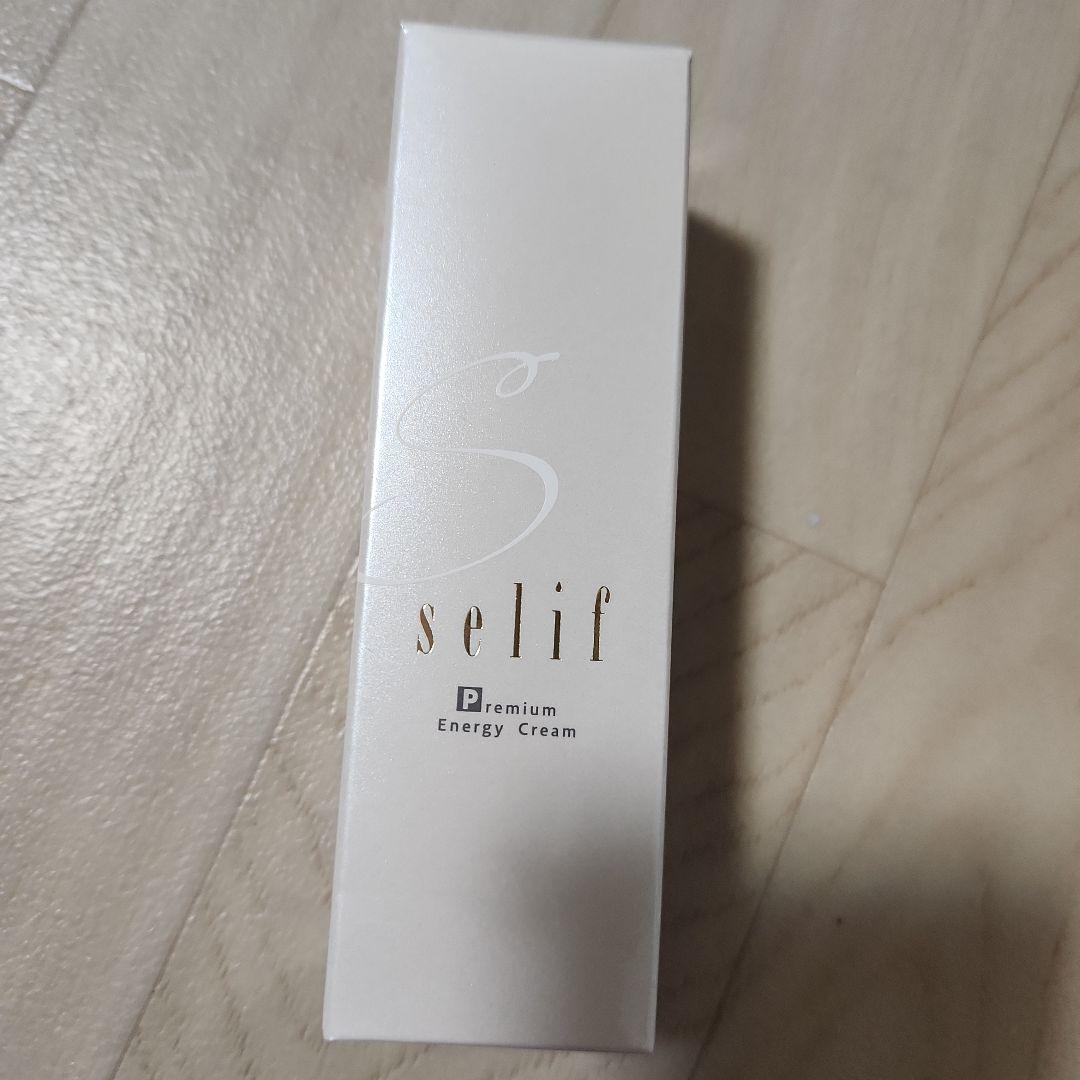 S
selif
Premium
Energy Cream